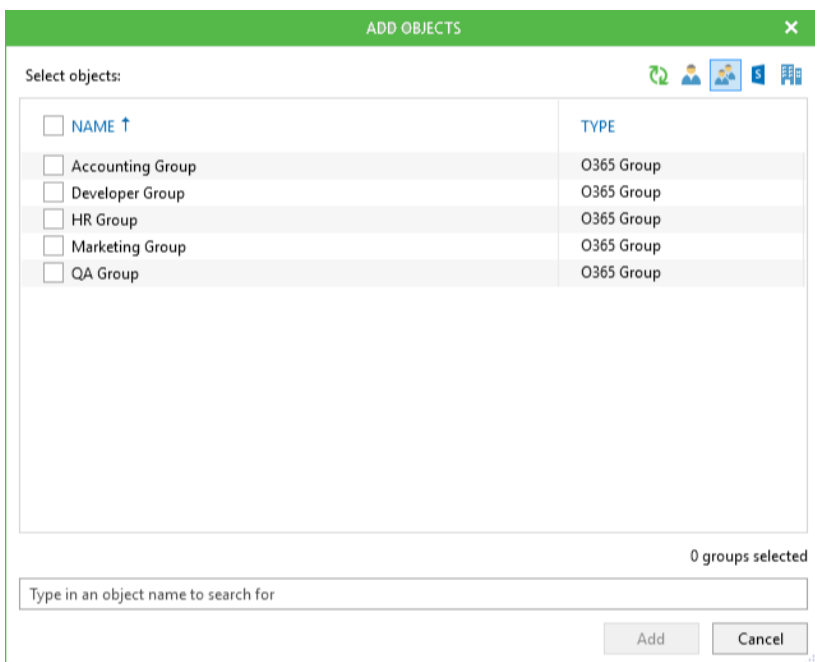 ADD OBJECTS
Select objects:
S
NAME ↑ TYPE
Accounting Group O365 Group
Developer Group O365 Group
HR Group O365 Group
Marketing Group O365 Group
QA Group O365 Group
0 groups selected
Type in an object name to search for
Add Cancel